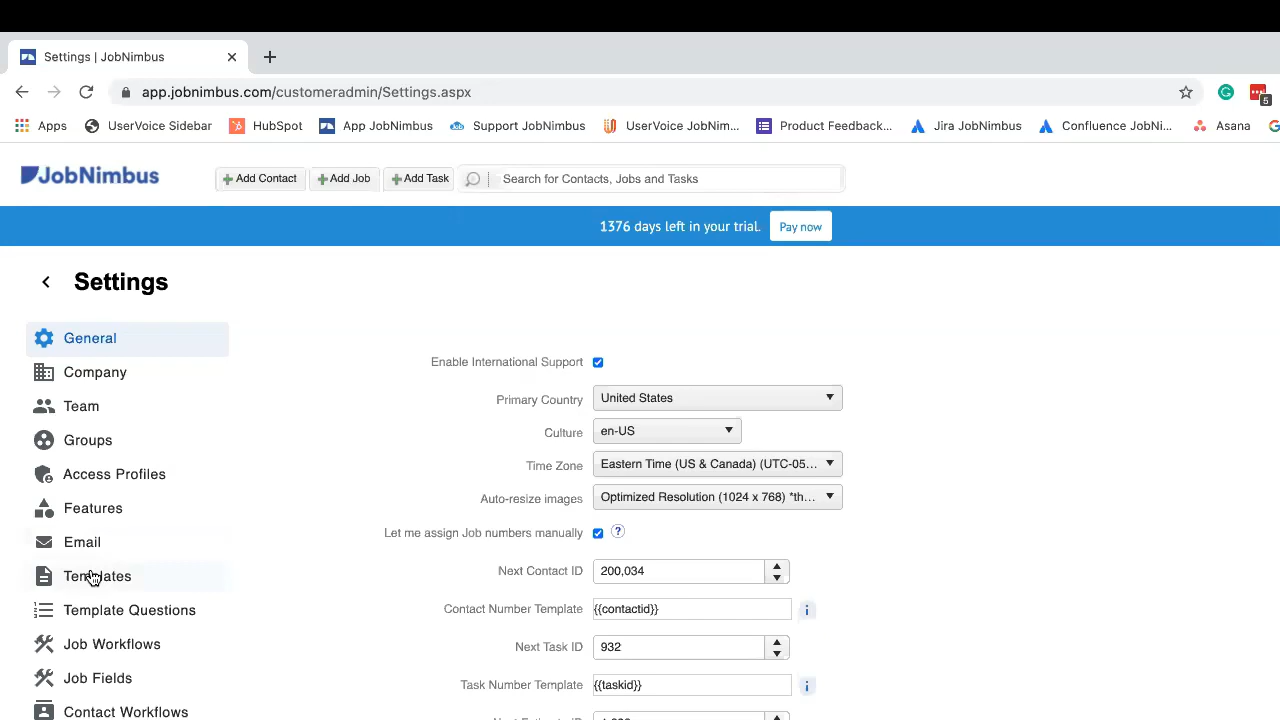 Settings | JobNimbus
app.jobnimbus.com/customeradmin/Settings.aspx
5
Apps UserVoice Sidebar HubSpot App JobNimbus Support JobNimbus UserVoice JobNim... Product Feedback... Jira JobNimbus Confluence JobNi... Asana
JobNimbus + Add Contact + Add Job + Add Task Search for Contacts, Jobs and Tasks
1376 days left in your trial. Pay now
Settings
General
Company
Team
Groups
Access Profiles
Features
Email
Templates
Template Questions
Job Workflows
Job Fields
Contact Workflows
Enable International Support
Primary Country United States
Culture en-US
Time Zone Eastern Time (US & Canada) (UTC-05...
Auto-resize images Optimized Resolution (1024 x 768) *th...
Let me assign Job numbers manually ?
Next Contact ID 200,034
Contact Number Template {{contactid}} i
Next Task ID 932
Task Number Template {{taskid}} i
Next Estimate ID